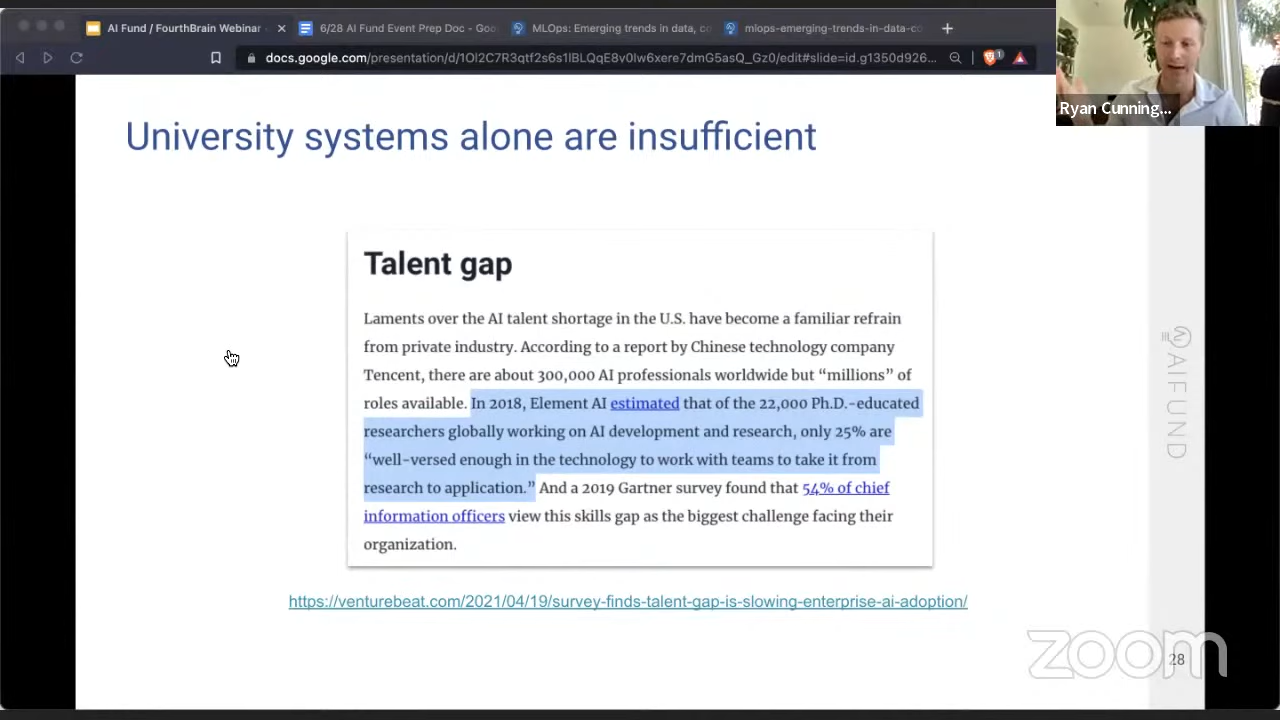 AI Fund / FourthBrain Webinar
6/28 AI Fund Event Prep Doc - Goo
MLOps: Emerging trends in data, co
mlops-emerging-trends-in-data-co
docs.google.com/presentation/d/1Ol2C7R3qtf2s6s1lBLQqE8v0lw6xere7dmG5asQ_Gz0/edit#slide=id.g1350d926...
1
Ryan Cunning...
University systems alone are insufficient
Talent gap
Laments over the AI talent shortage in the U.S. have become a familiar refrain
from private industry. According to a report by Chinese technology company
Tencent, there are about 300,000 AI professionals worldwide but “millions” of
roles available. In 2018, Element AI estimated that of the 22,000 Ph.D.-educated
researchers globally working on AI development and research, only 25% are
“well-versed enough in the technology to work with teams to take it from
research to application.” And a 2019 Gartner survey found that 54% of chief
information officers view this skills gap as the biggest challenge facing their
organization.
https://venturebeat.com/2021/04/19/survey-finds-talent-gap-is-slowing-enterprise-ai-adoption/
AIFUND
zoom
28